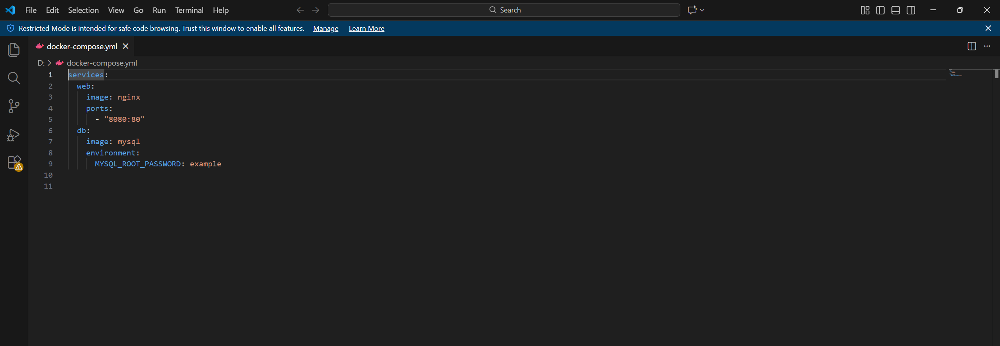 File Edit Selection View Go Run Terminal Help Search
Restricted Mode is intended for safe code browsing. Trust this window to enable all features. Manage Learn More
docker-compose.yml
D: > docker-compose.yml
1 services:
2   web:
3     image: nginx
4     ports:
5       - "8080:80"
6   db:
7     image: mysql
8     environment:
9       MYSQL_ROOT_PASSWORD: example
10
11